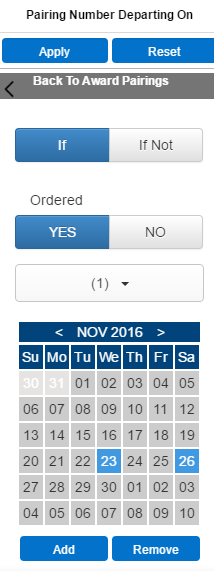 Pairing Number Departing On
Apply Reset
Back To Award Pairings
If If Not
Ordered
YES NO
(1)
< NOV 2016 >
Su Mo Tu We Th Fr Sa
30 31 01 02 03 04 05
06 07 08 09 10 11 12
13 14 15 16 17 18 19
20 21 22 23 24 25 26
27 28 29 30 01 02 03
04 05 06 07 08 09 10
Add Remove